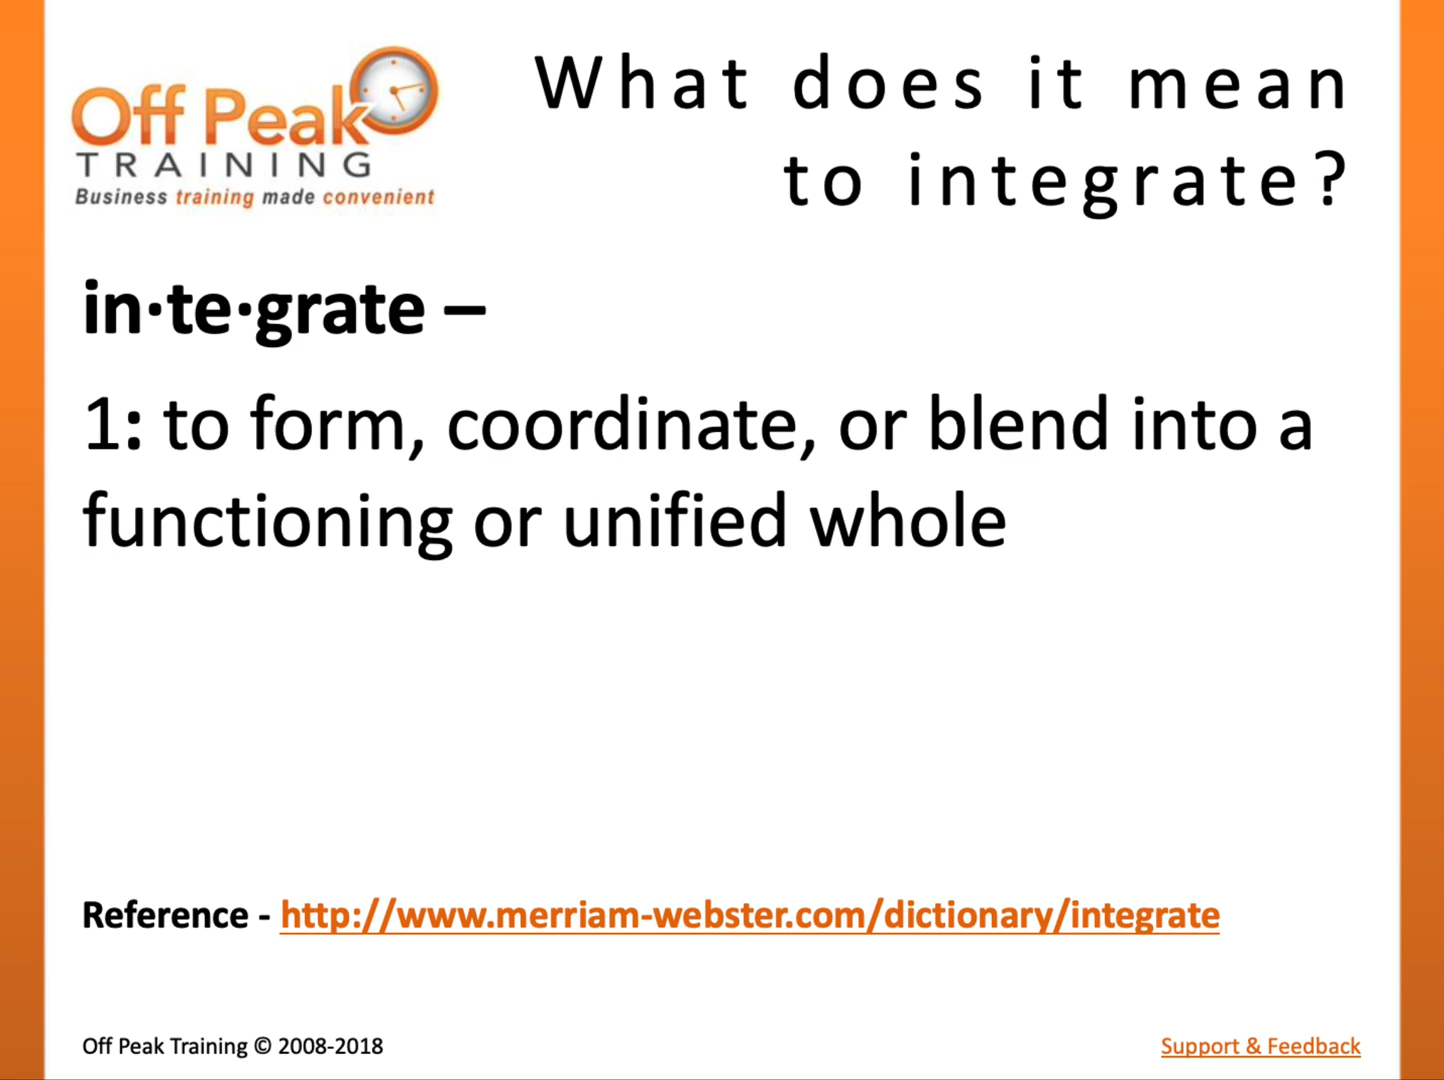 Off Peak
TRAINING
Business training made convenient
What does it mean
to integrate?
in·te·grate –
1: to form, coordinate, or blend into a
functioning or unified whole
Reference - http://www.merriam-webster.com/dictionary/integrate
Off Peak Training © 2008-2018
Support & Feedback